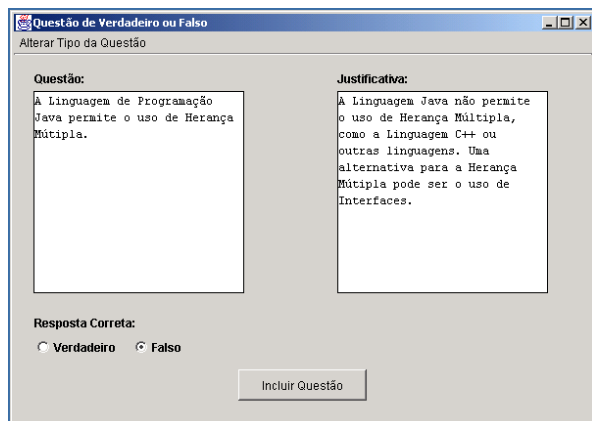 Questão de Verdadeiro ou Falso
Alterar Tipo da Questão
Questão:
A Linguagem de Programação
Java permite o uso de Herança
Mútipla.
Justificativa:
A Linguagem Java não permite
o uso de Herança Múltipla,
como a Linguagem C++ ou
outras linguagens. Uma
alternativa para a Herança
Mútipla pode ser o uso de
Interfaces.
Resposta Correta:
Verdadeiro Falso
Incluir Questão